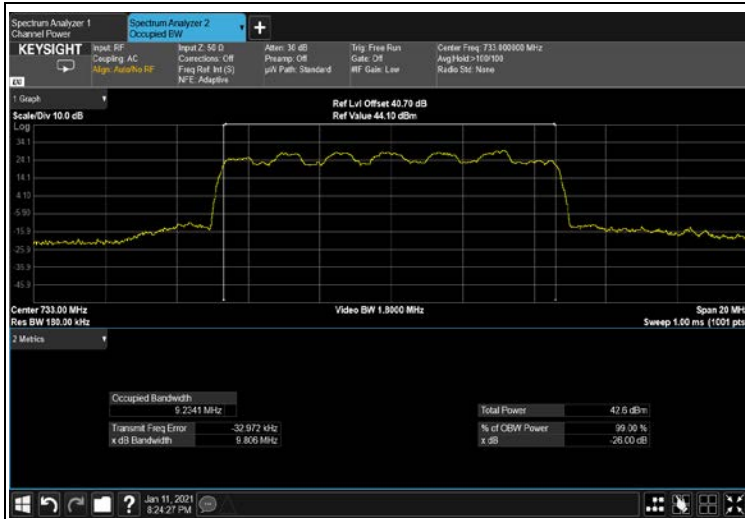 Spectrum Analyzer 1
Channel Power
Spectrum Analyzer 2
Occupied BW
+
KEYSIGHT
Input: RF
Coupling: AC
Align: Auto/No RF
Input Z: 50 Ω
Corrections: Off
Freq Ref: Int (S)
NFE: Adaptive
Atten: 36 dB
Preamp: Off
µW Path: Standard
Trig: Free Run
Gate: Off
#IF Gain: Low
Center Freq: 733.000000 MHz
Avg|Hold:>100/100
Radio Std: None
1 Graph
Scale/Div 10.0 dB
Ref Lvl Offset 40.70 dB
Ref Value 44.10 dBm
Log
34.1
24.1
14.1
4.10
-5.90
-15.9
-25.9
-35.9
-45.9
Center 733.00 MHz
Video BW 1.8000 MHz
Span 20 MH
Res BW 180.00 kHz
Sweep 1.00 ms (1001 pts
2 Metrics
Occupied Bandwidth
9.2341 MHz
Total Power 42.6 dBm
Transmit Freq Error -32.972 kHz
% of OBW Power 99.00 %
x dB Bandwidth 9.806 MHz
x dB -26.00 dB
?
Jan 11, 2021
8:24:27 PM